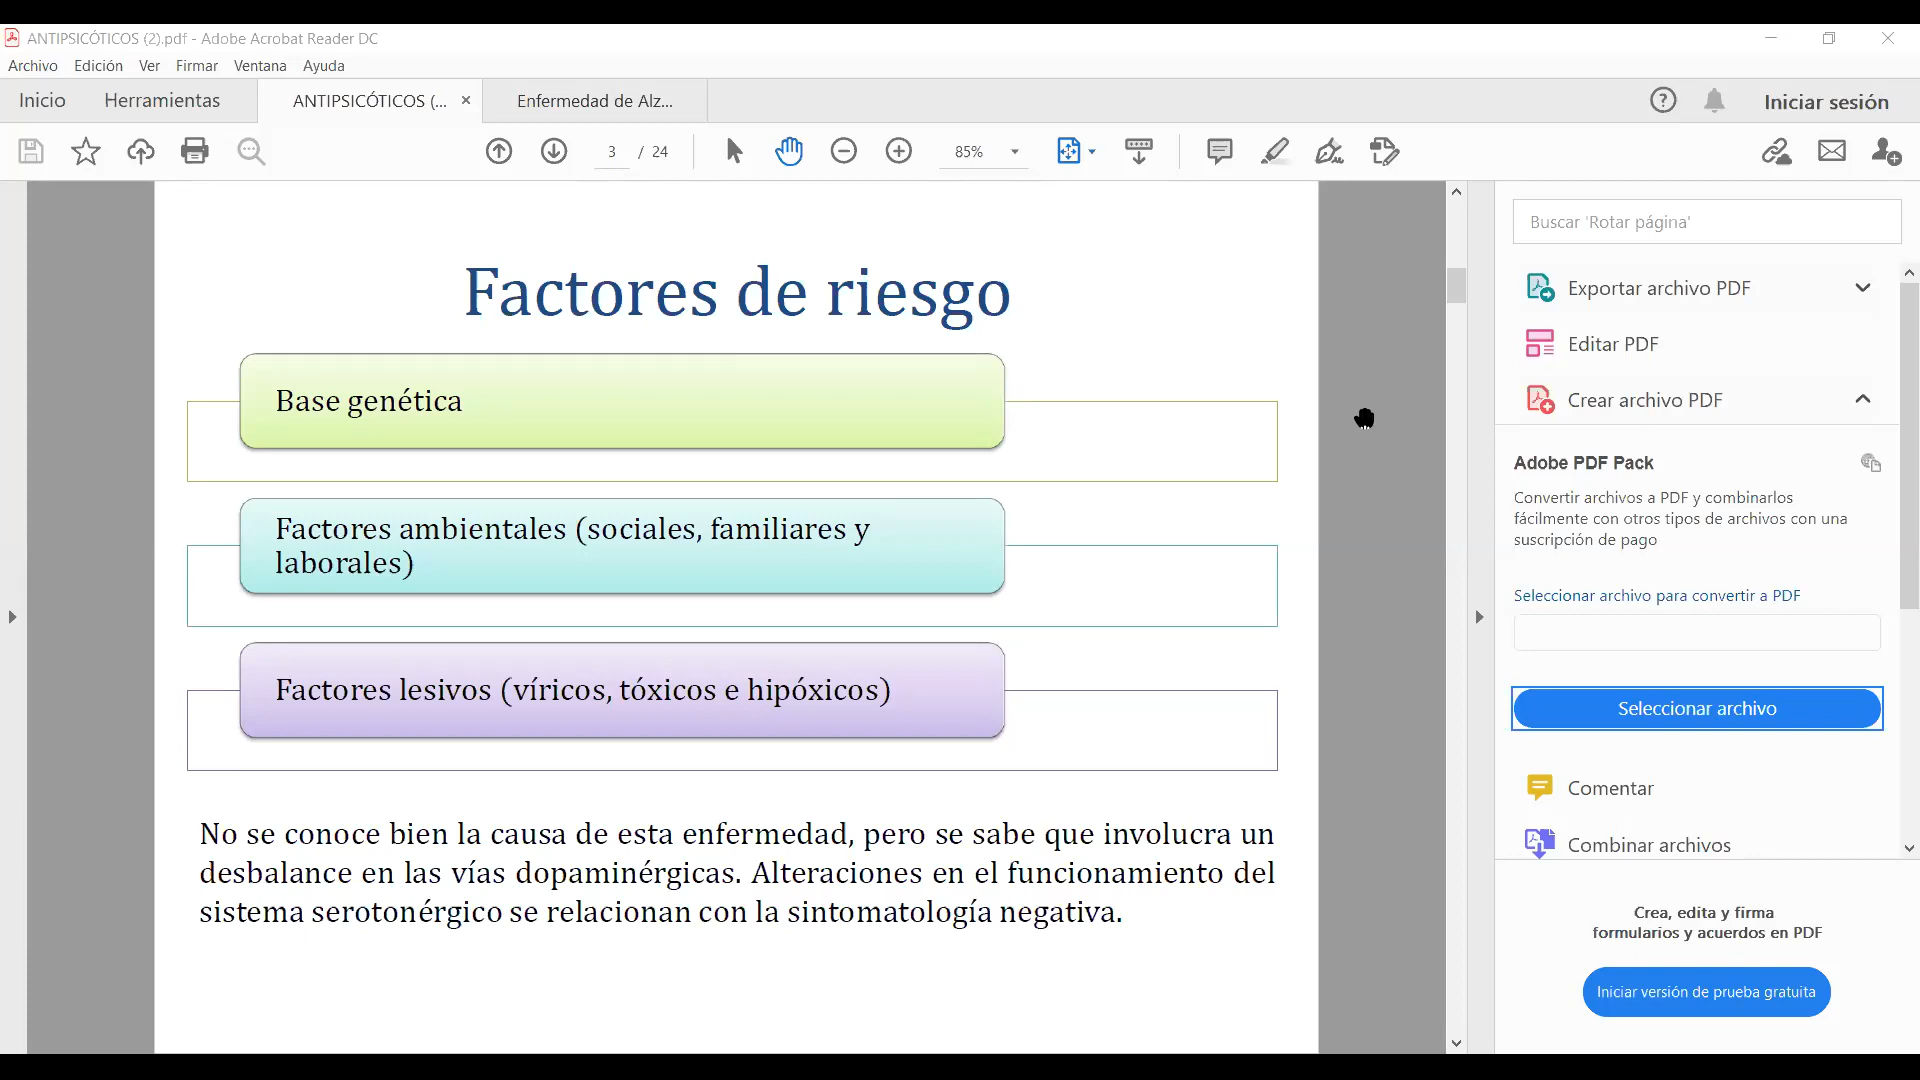 ANTIPSICÓTICOS (2).pdf - Adobe Acrobat Reader DC
Archivo Edición Ver Firmar Ventana Ayuda
Inicio Herramientas ANTIPSICÓTICOS (... Enfermedad de Alz... Iniciar sesión
3 / 24 85%
Factores de riesgo
Base genética
Factores ambientales (sociales, familiares y
laborales)
Factores lesivos (víricos, tóxicos e hipóxicos)
No se conoce bien la causa de esta enfermedad, pero se sabe que involucra un
desbalance en las vías dopaminérgicas. Alteraciones en el funcionamiento del
sistema serotonérgico se relacionan con la sintomatología negativa.
Buscar 'Rotar página'
Exportar archivo PDF
Editar PDF
Crear archivo PDF
Adobe PDF Pack
Convertir archivos a PDF y combinarlos
fácilmente con otros tipos de archivos con una
suscripción de pago
Seleccionar archivo para convertir a PDF
Seleccionar archivo
Comentar
Combinar archivos
Crea, edita y firma
formularios y acuerdos en PDF
Iniciar versión de prueba gratuita